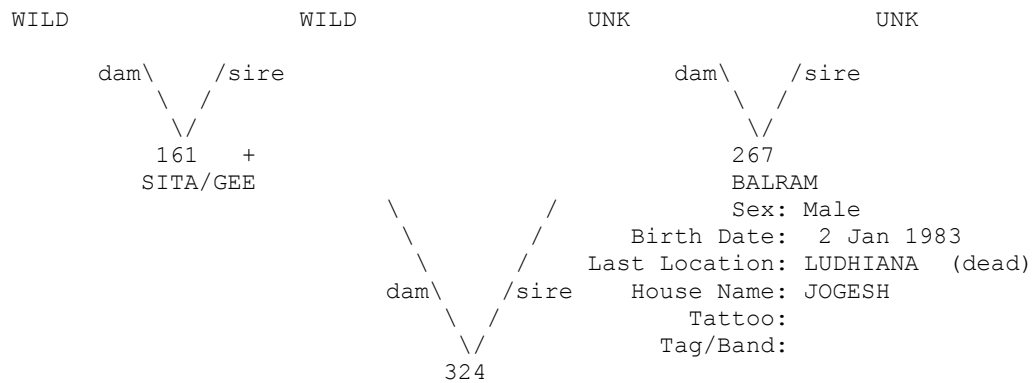 WILD WILD UNK UNK
dam\ /sire dam\ /sire
\ / \ /
\/ \/
161 + 267
SITA/GEE BALRAM
\ / Sex: Male
\ / Birth Date: 2 Jan 1983
\ / Last Location: LUDHIANA (dead)
dam\ /sire House Name: JOGESH
\ / Tattoo:
\/ Tag/Band:
324